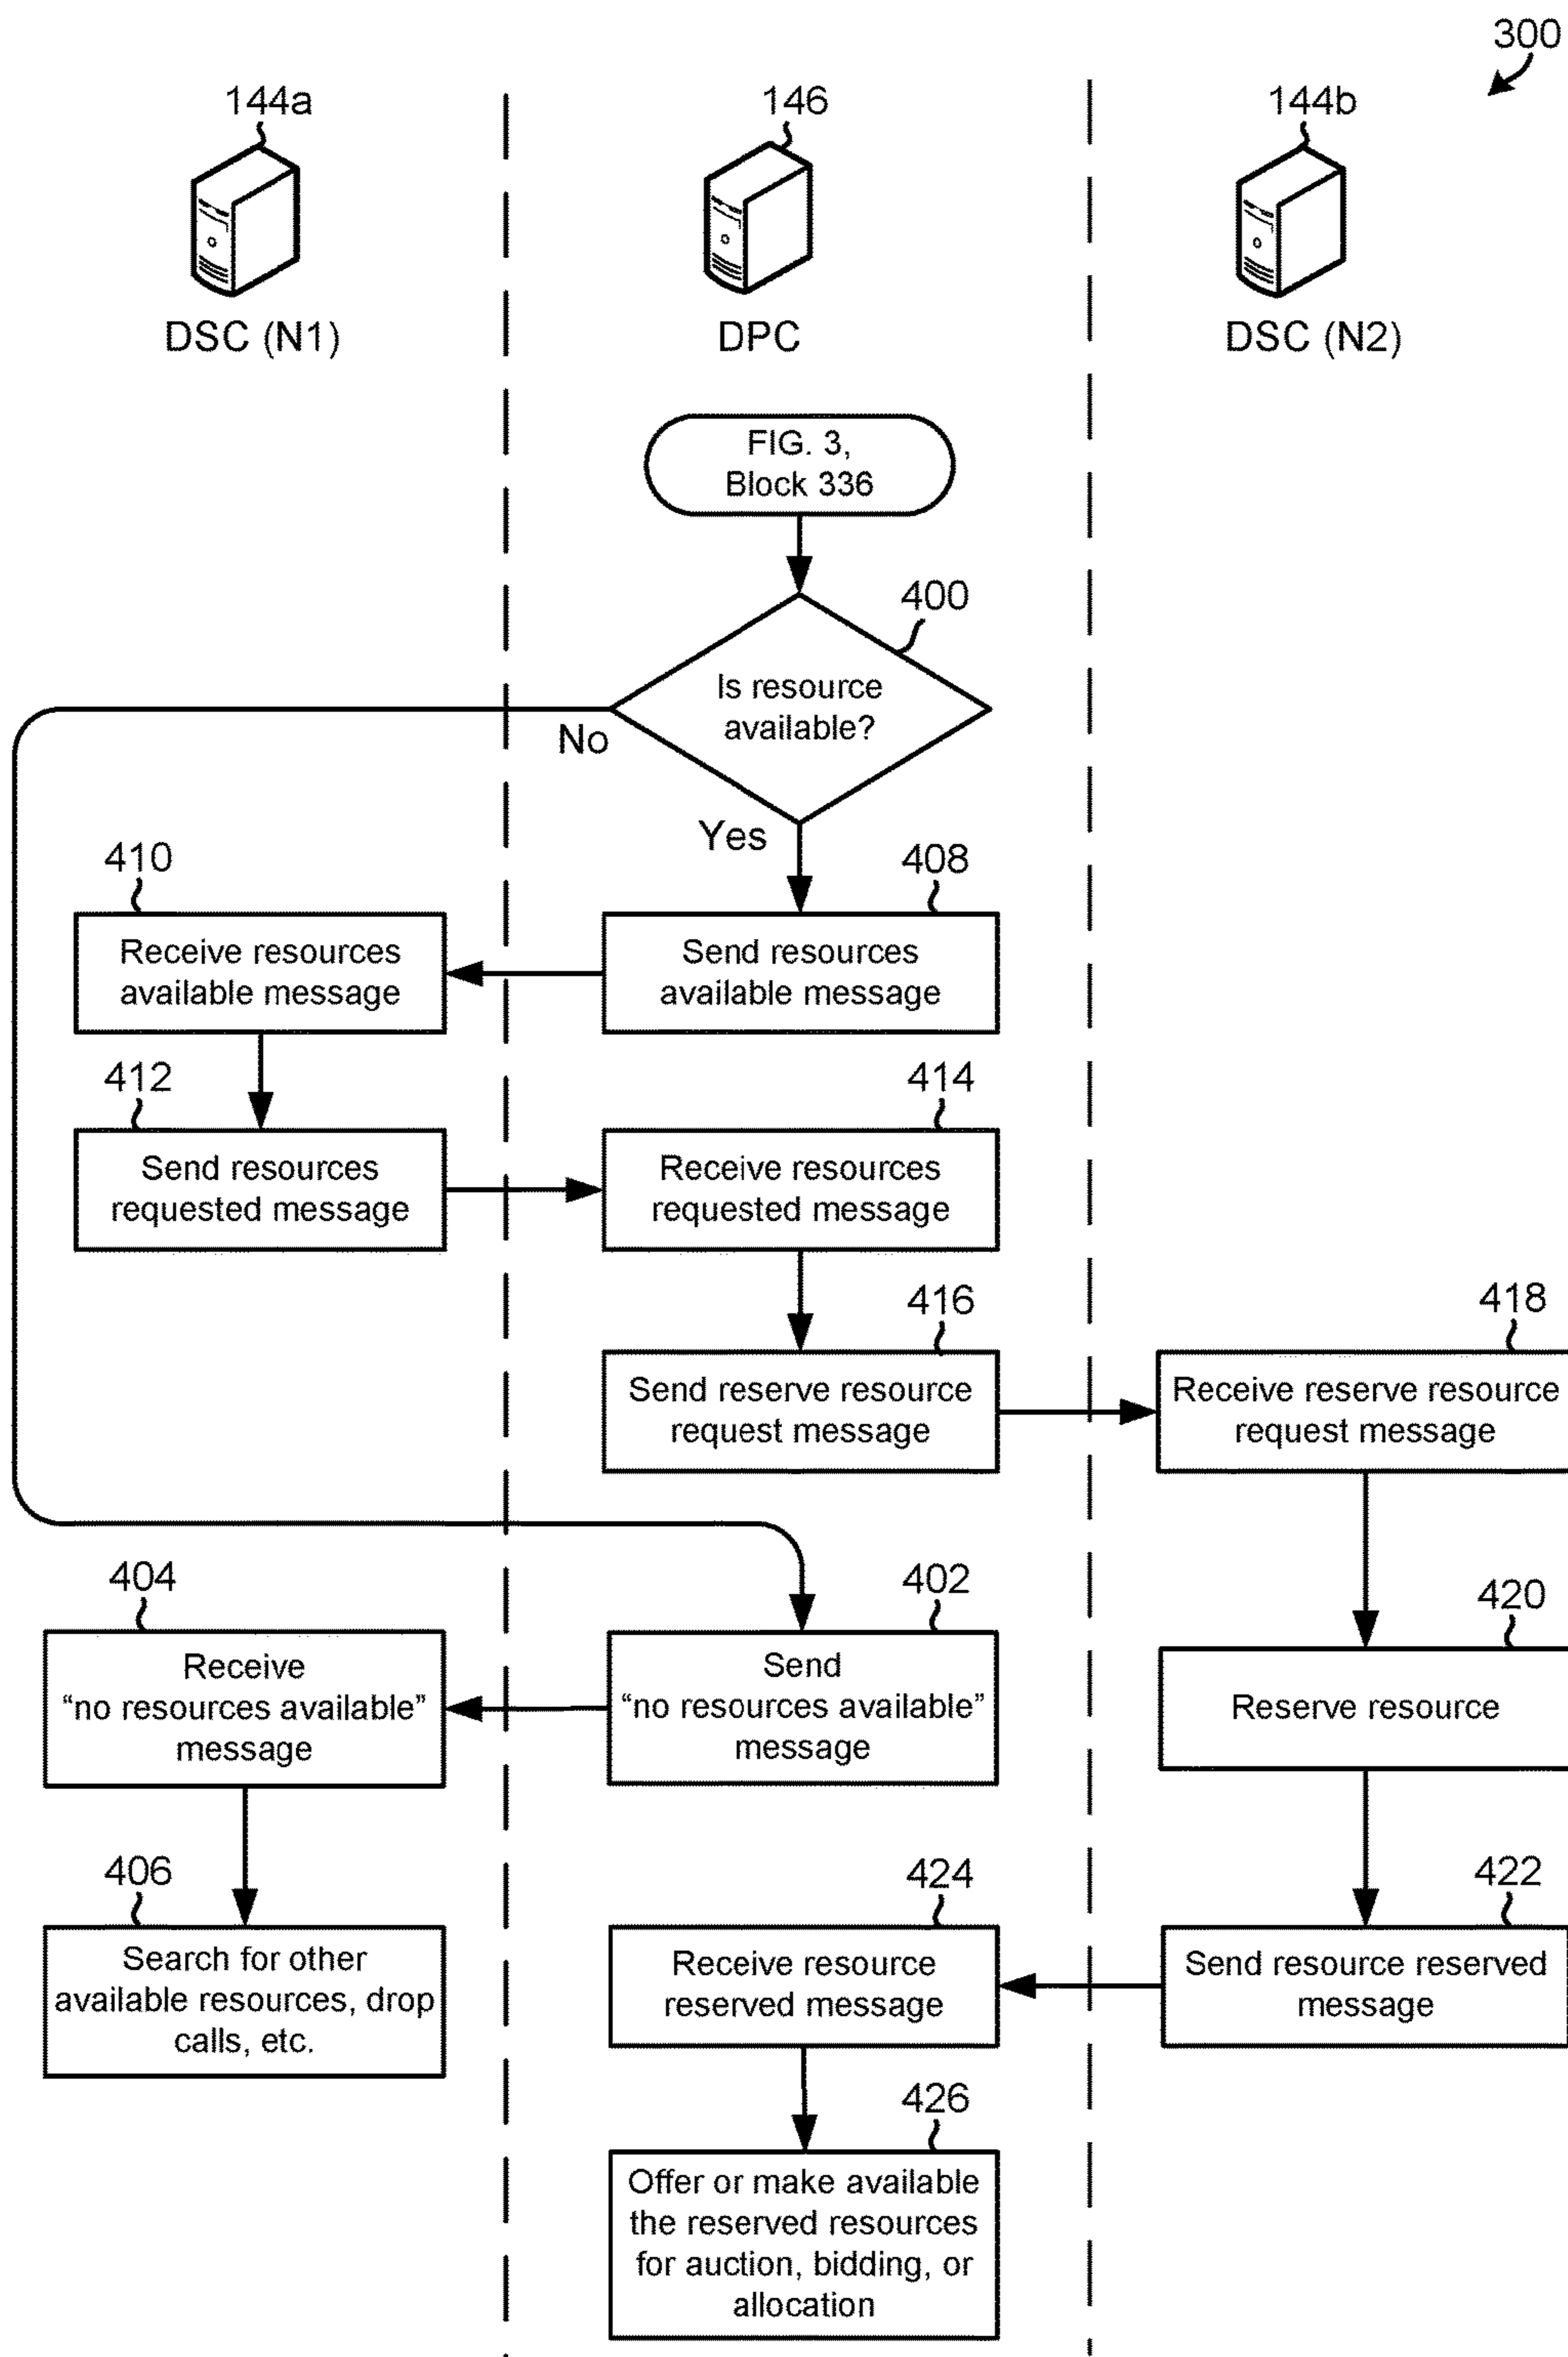 300
144a
146
144b
DSC (N1)
DPC
DSC (N2)
FIG. 3,
Block 336
400
Is resource
available?
No
Yes
410
408
Receive resources
available message
Send resources
available message
412
414
Send resources
requested message
Receive resources
requested message
416
418
Send reserve resource
request message
Receive reserve resource
request message
404
402
420
Receive
“no resources available”
message
Send
“no resources available”
message
Reserve resource
406
424
422
Search for other
available resources, drop
calls, etc.
Receive resource
reserved message
Send resource reserved
message
426
Offer or make available
the reserved resources
for auction, bidding, or
allocation